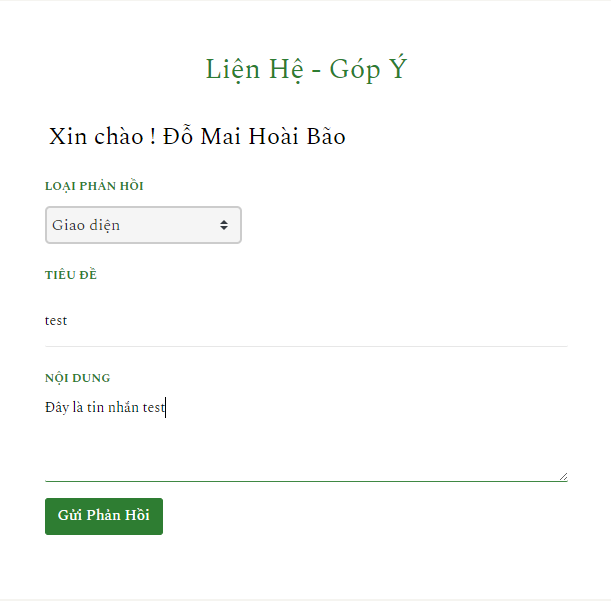 Liện Hệ - Góp Ý
Xin chào ! Đỗ Mai Hoài Bão
LOẠI PHẢN HỒI
Giao diện
TIÊU ĐỀ
test
NỘI DUNG
Đây là tin nhắn test
Gửi Phản Hồi